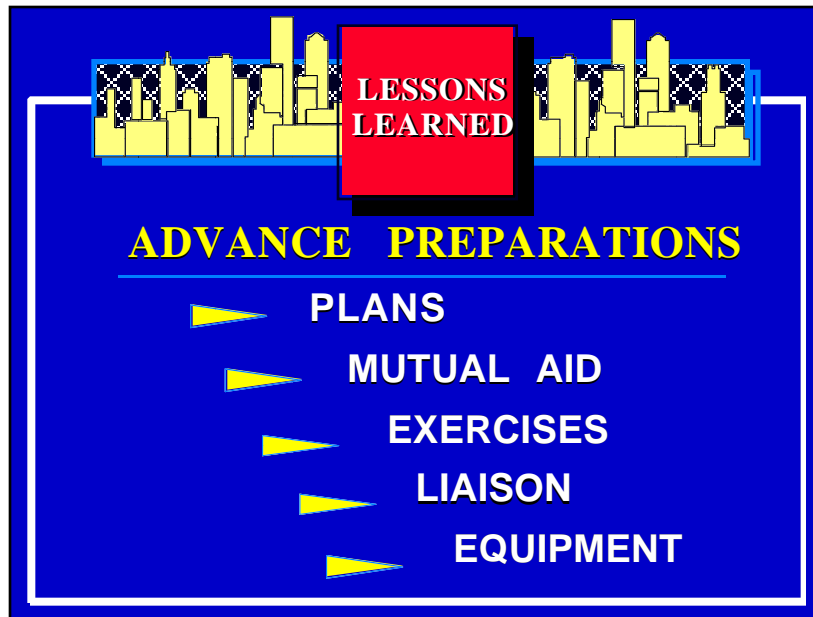 LESSONS
LEARNED
ADVANCE PREPARATIONS
PLANS
MUTUAL AID
EXERCISES
LIAISON
EQUIPMENT